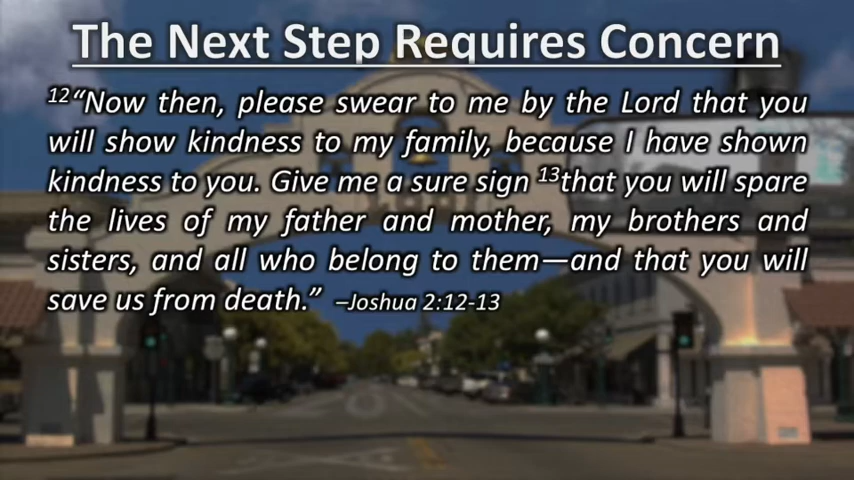 The Next Step Requires Concern
12“Now then, please swear to me by the Lord that you
will show kindness to my family, because I have shown
kindness to you. Give me a sure sign 13that you will spare
the lives of my father and mother, my brothers and
sisters, and all who belong to them—and that you will
save us from death.” –Joshua 2:12-13